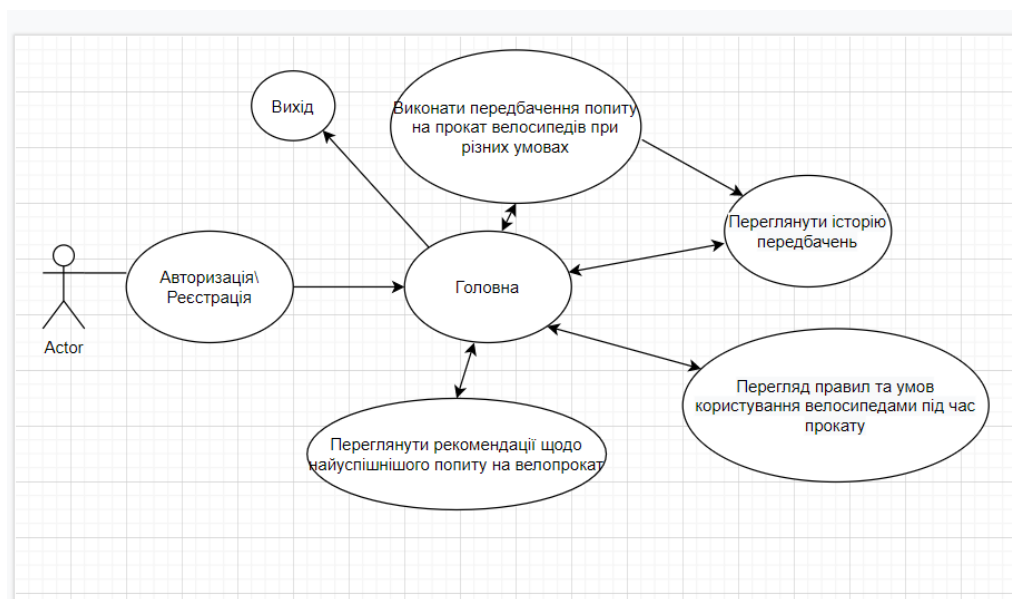 Вихід
Виконати передбачення попиту
на прокат велосипедів при
різних умовах
Переглянути історію
передбачень
Авторизація\
Реєстрація
Головна
Actor
Перегляд правил та умов
користування велосипедами під час
прокату
Переглянути рекомендації щодо
найуспішнішого попиту на велопрокат